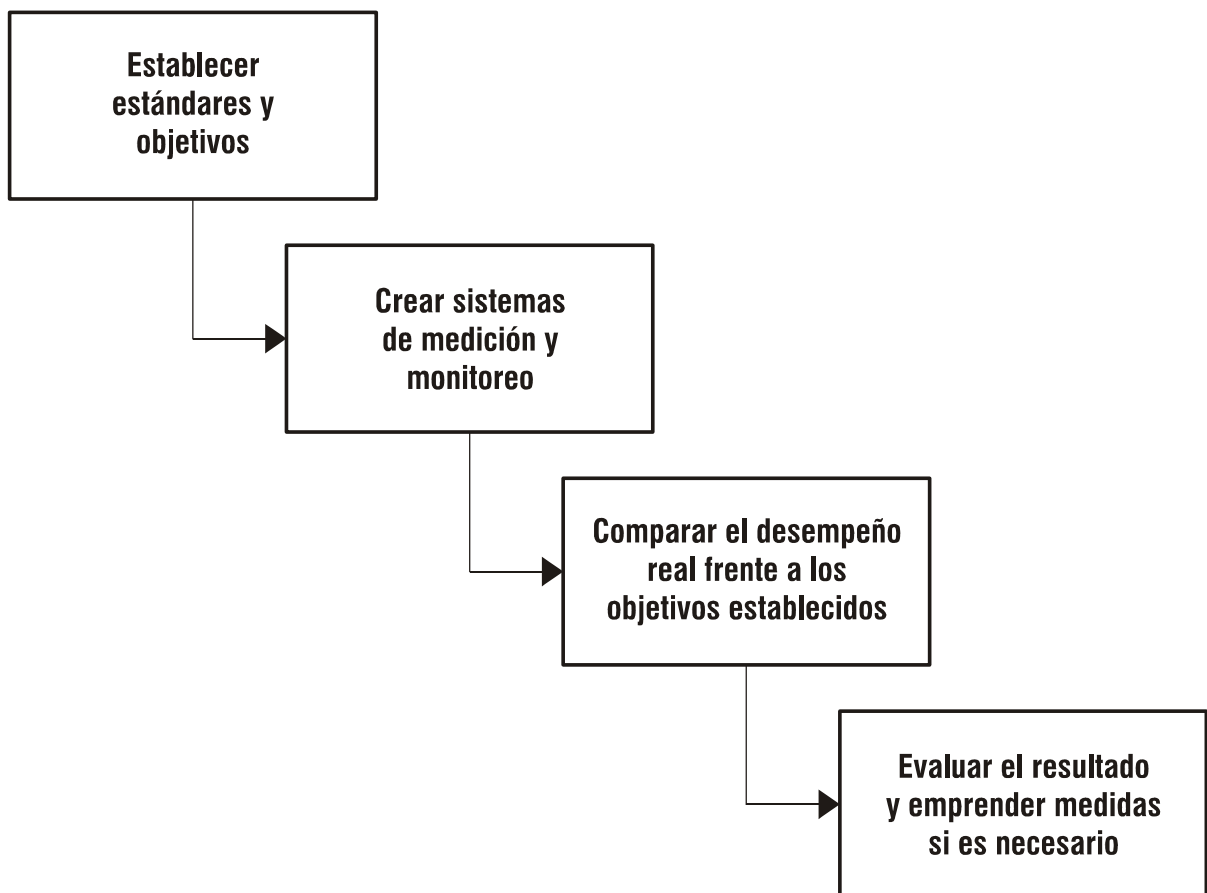 Establecer
estándares y
objetivos
Crear sistemas
de medición y
monitoreo
Comparar el desempeño
real frente a los
objetivos establecidos
Evaluar el resultado
y emprender medidas
si es necesario